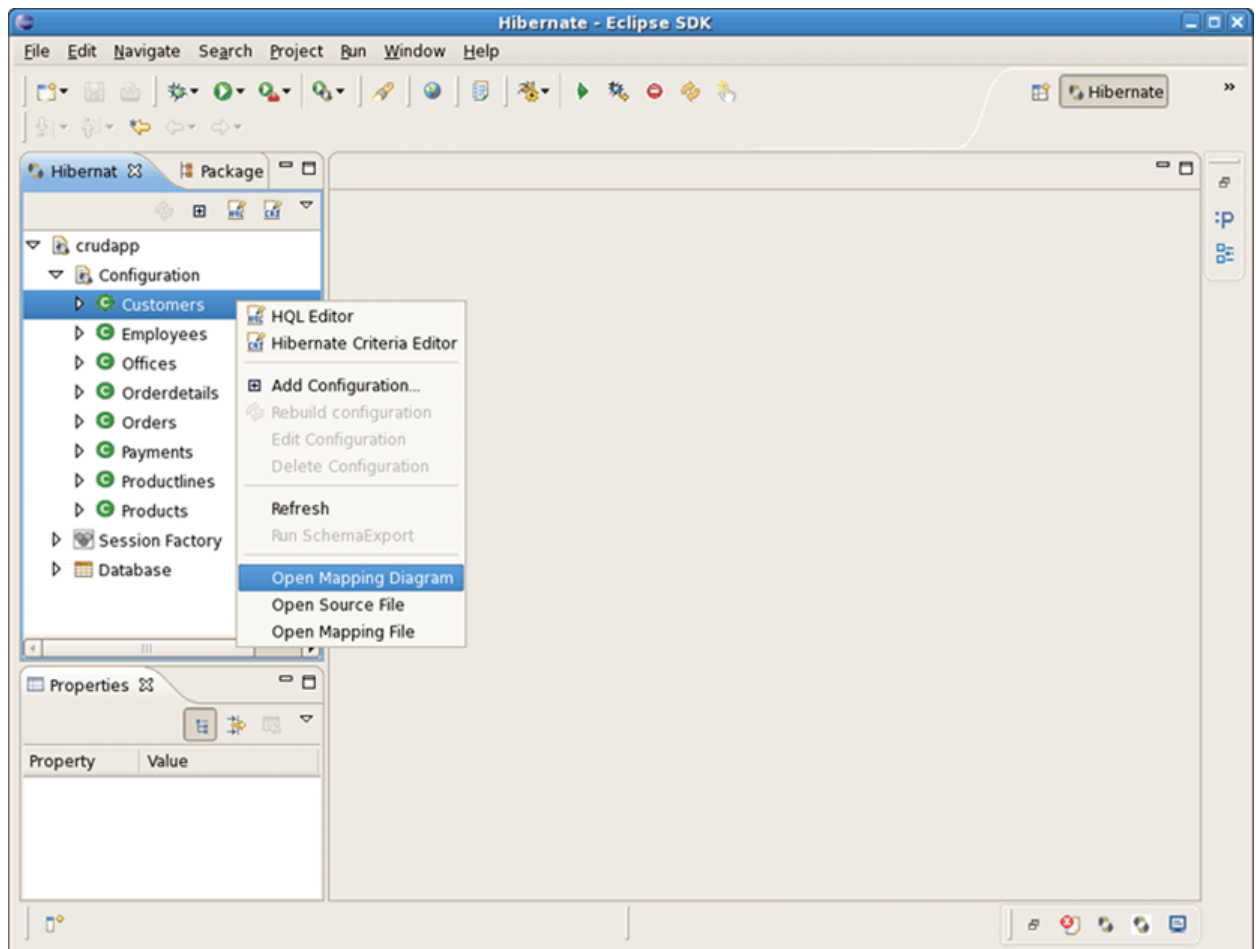 Hibernate - Eclipse SDK
File Edit Navigate Search Project Run Window Help
Hibernate
»
Hibernat Package
crudapp
Configuration
Customers
Employees
Offices
Orderdetails
Orders
Payments
Productlines
Products
Session Factory
Database
HQL Editor
Hibernate Criteria Editor
Add Configuration...
Rebuild configuration
Edit Configuration
Delete Configuration
Refresh
Run SchemaExport
Open Mapping Diagram
Open Source File
Open Mapping File
:P
Properties
Property Value